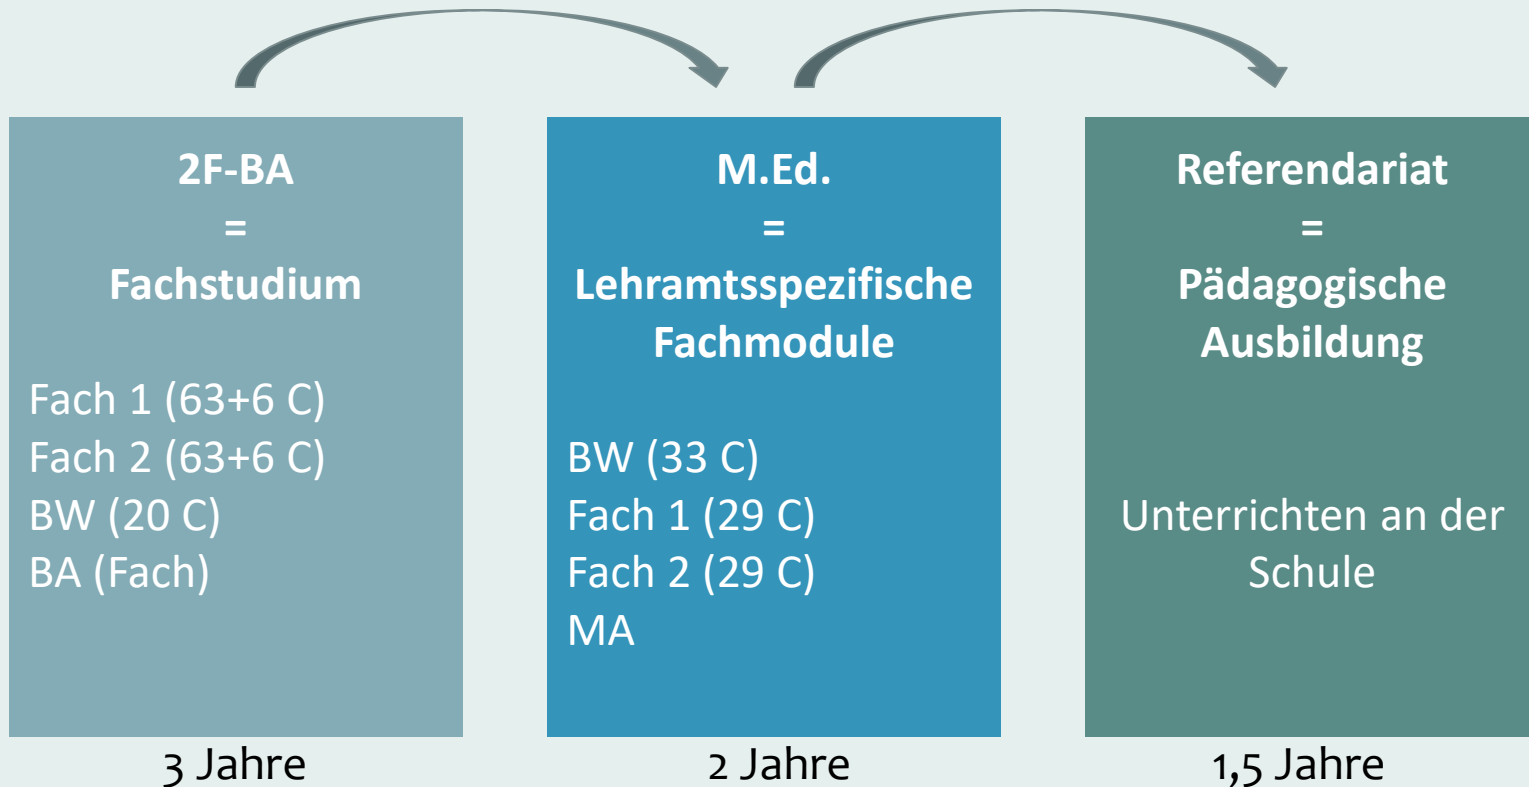 2F-BA
=
Fachstudium
Fach 1 (63+6 C)
Fach 2 (63+6 C)
BW (20 C)
BA (Fach)
3 Jahre
M.Ed.
=
Lehramtsspezifische
Fachmodule
BW (33 C)
Fach 1 (29 C)
Fach 2 (29 C)
MA
2 Jahre
Referendariat
=
Pädagogische
Ausbildung
Unterrichten an der
Schule
1,5 Jahre